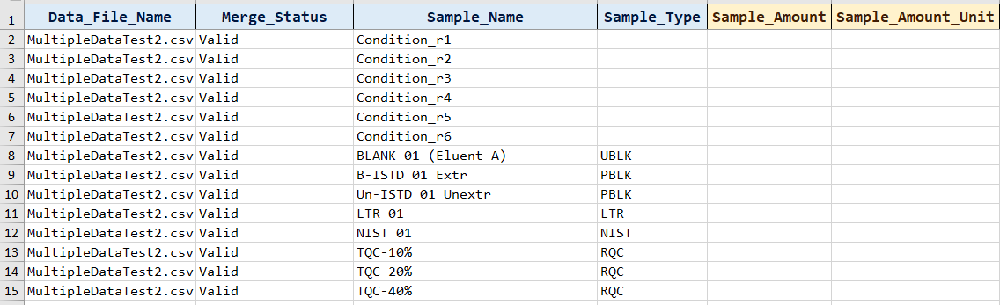 1 Data_File_Name Merge_Status Sample_Name Sample_Type Sample_Amount Sample_Amount_Unit
2 MultipleDataTest2.csv Valid Condition_r1
3 MultipleDataTest2.csv Valid Condition_r2
4 MultipleDataTest2.csv Valid Condition_r3
5 MultipleDataTest2.csv Valid Condition_r4
6 MultipleDataTest2.csv Valid Condition_r5
7 MultipleDataTest2.csv Valid Condition_r6
8 MultipleDataTest2.csv Valid BLANK-01 (Eluent A) UBLK
9 MultipleDataTest2.csv Valid B-ISTD 01 Extr PBLK
10 MultipleDataTest2.csv Valid Un-ISTD 01 Unextr PBLK
11 MultipleDataTest2.csv Valid LTR 01 LTR
12 MultipleDataTest2.csv Valid NIST 01 NIST
13 MultipleDataTest2.csv Valid TQC-10% RQC
14 MultipleDataTest2.csv Valid TQC-20% RQC
15 MultipleDataTest2.csv Valid TQC-40% RQC